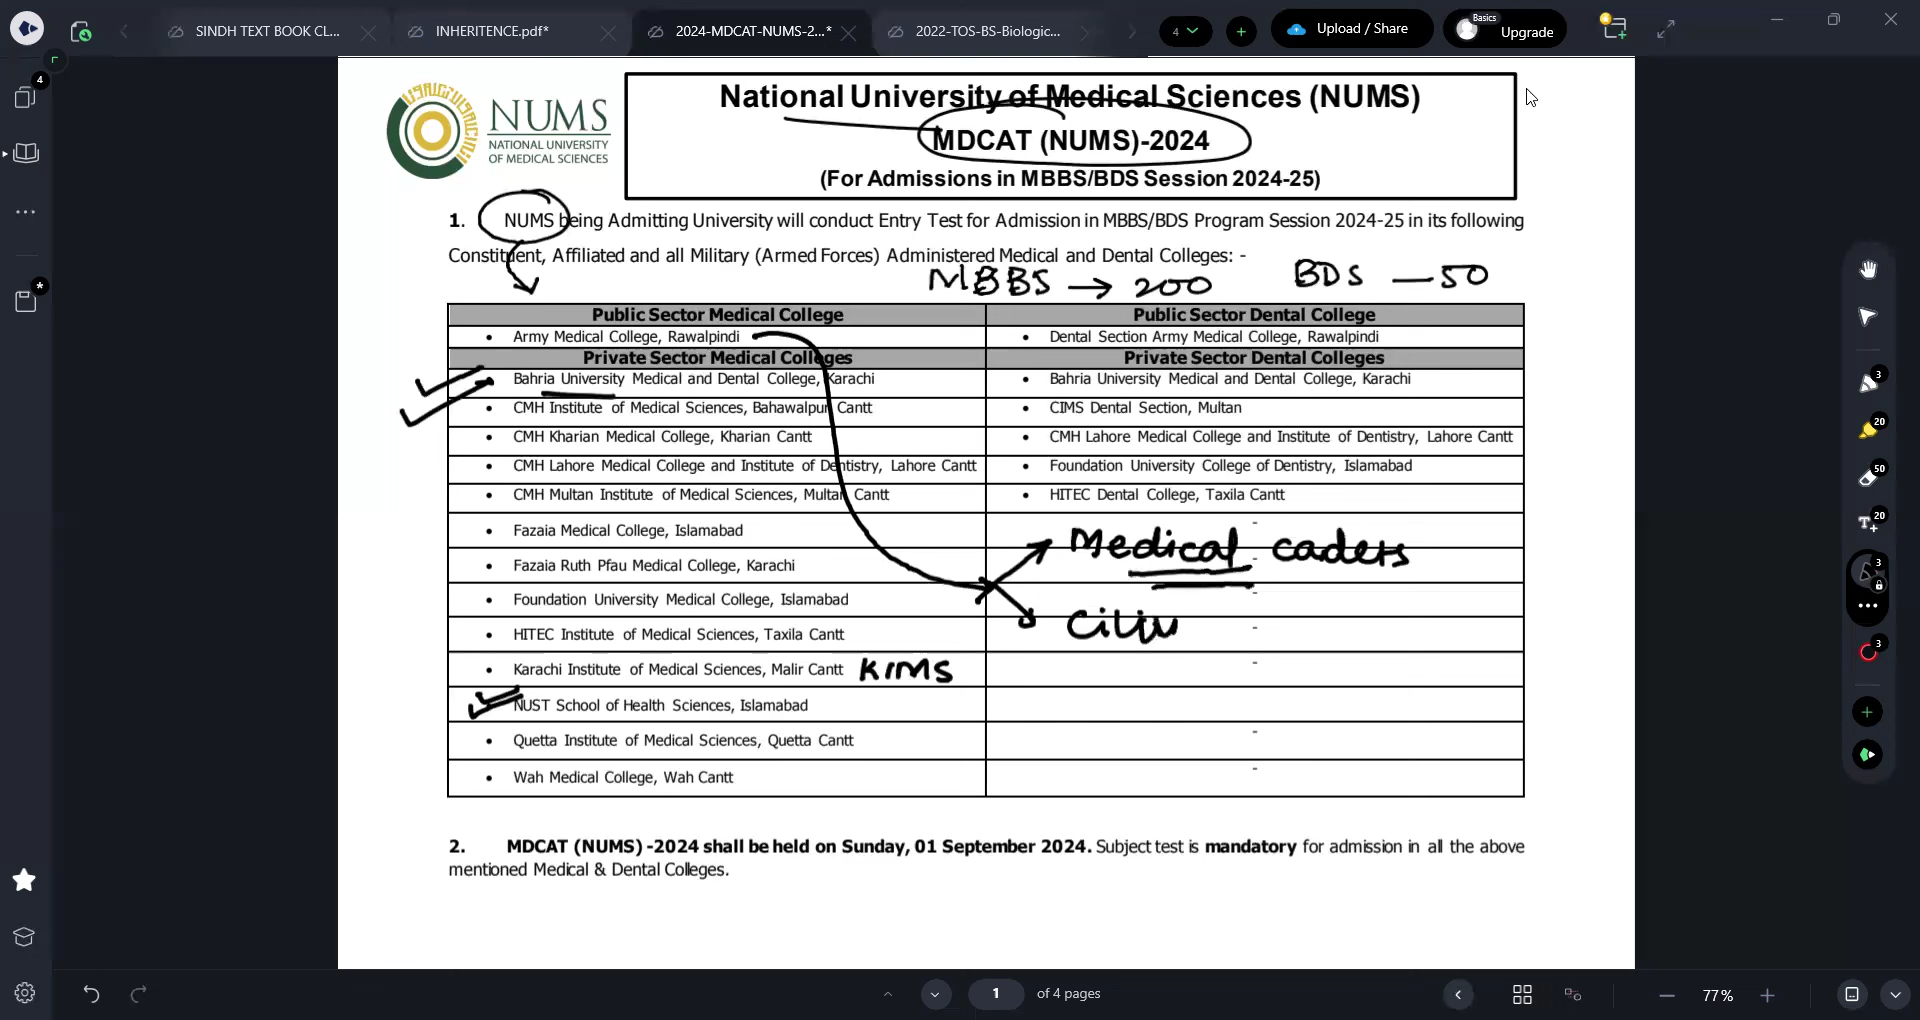 SINDH TEXT BOOK CL...
INHERITENCE.pdf*
2024-MDCAT-NUMS-2...*
2022-TOS-BS-Biologic...
4
Upload / Share
Basics
Upgrade
4
NUMS
NATIONAL UNIVERSITY
OF MEDICAL SCIENCES
National University of Medical Sciences (NUMS)
MDCAT (NUMS)-2024
(For Admissions in MBBS/BDS Session 2024-25)
1. NUMS being Admitting University will conduct Entry Test for Admission in MBBS/BDS Program Session 2024-25 in its following
Constituent, Affiliated and all Military (Armed Forces) Administered Medical and Dental Colleges: -
MBBS → 200 BDS — 50
Public Sector Medical College
Public Sector Dental College
• Army Medical College, Rawalpindi
• Dental Section Army Medical College, Rawalpindi
Private Sector Medical Colleges
Private Sector Dental Colleges
• Bahria University Medical and Dental College, Karachi
• Bahria University Medical and Dental College, Karachi
• CMH Institute of Medical Sciences, Bahawalpur Cantt
• CIMS Dental Section, Multan
• CMH Kharian Medical College, Kharian Cantt
• CMH Lahore Medical College and Institute of Dentistry, Lahore Cantt
• CMH Lahore Medical College and Institute of Dentistry, Lahore Cantt
• Foundation University College of Dentistry, Islamabad
• CMH Multan Institute of Medical Sciences, Multan Cantt
• HITEC Dental College, Taxila Cantt
• Fazaia Medical College, Islamabad
-
Medical caders
• Fazaia Ruth Pfau Medical College, Karachi
-
• Foundation University Medical College, Islamabad
-
• HITEC Institute of Medical Sciences, Taxila Cantt
-
• Karachi Institute of Medical Sciences, Malir Cantt KIMS
-
• NUST School of Health Sciences, Islamabad
• Quetta Institute of Medical Sciences, Quetta Cantt
-
• Wah Medical College, Wah Cantt
-
2. MDCAT (NUMS) -2024 shall be held on Sunday, 01 September 2024. Subject test is mandatory for admission in all the above
mentioned Medical & Dental Colleges.
3
20
50
20
3
3
1 of 4 pages
77%